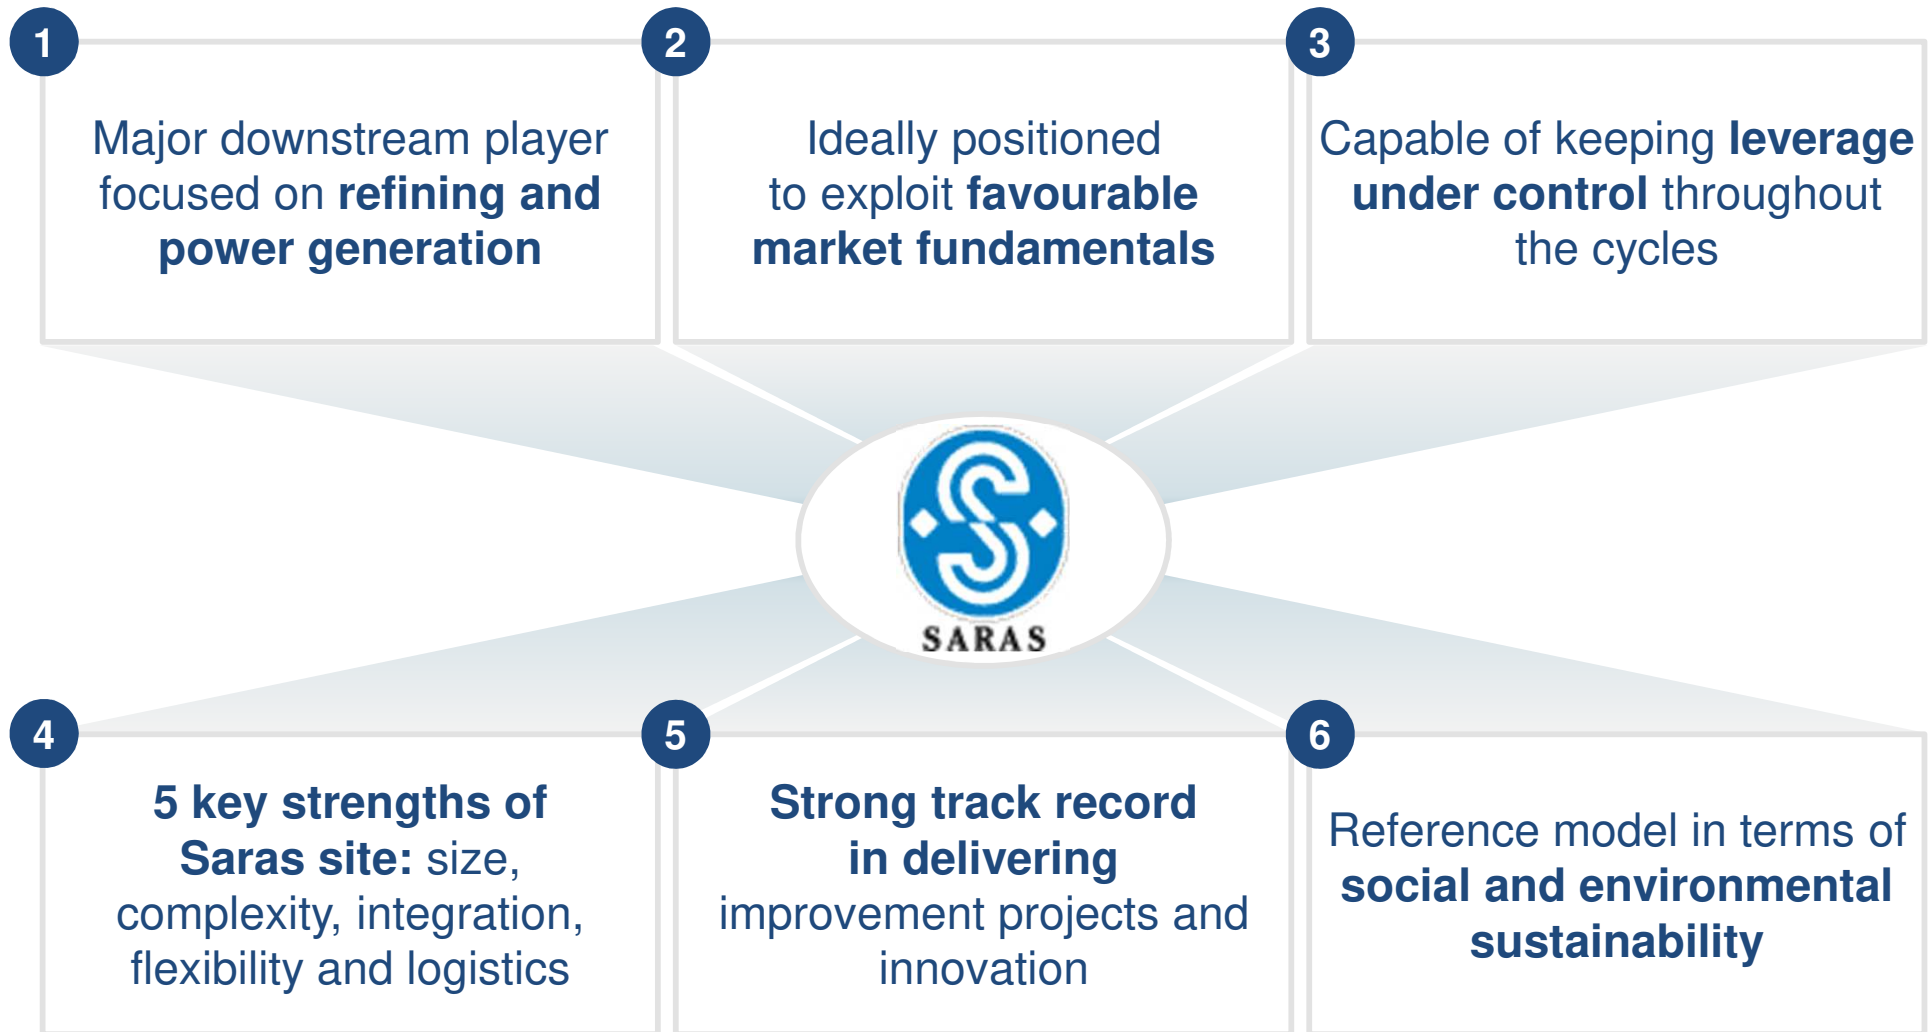 1
Major downstream player
focused on refining and
power generation
2
Ideally positioned
to exploit favourable
market fundamentals
3
Capable of keeping leverage
under control throughout
the cycles
SARAS
4
5 key strengths of
Saras site: size,
complexity, integration,
flexibility and logistics
5
Strong track record
in delivering
improvement projects and
innovation
6
Reference model in terms of
social and environmental
sustainability